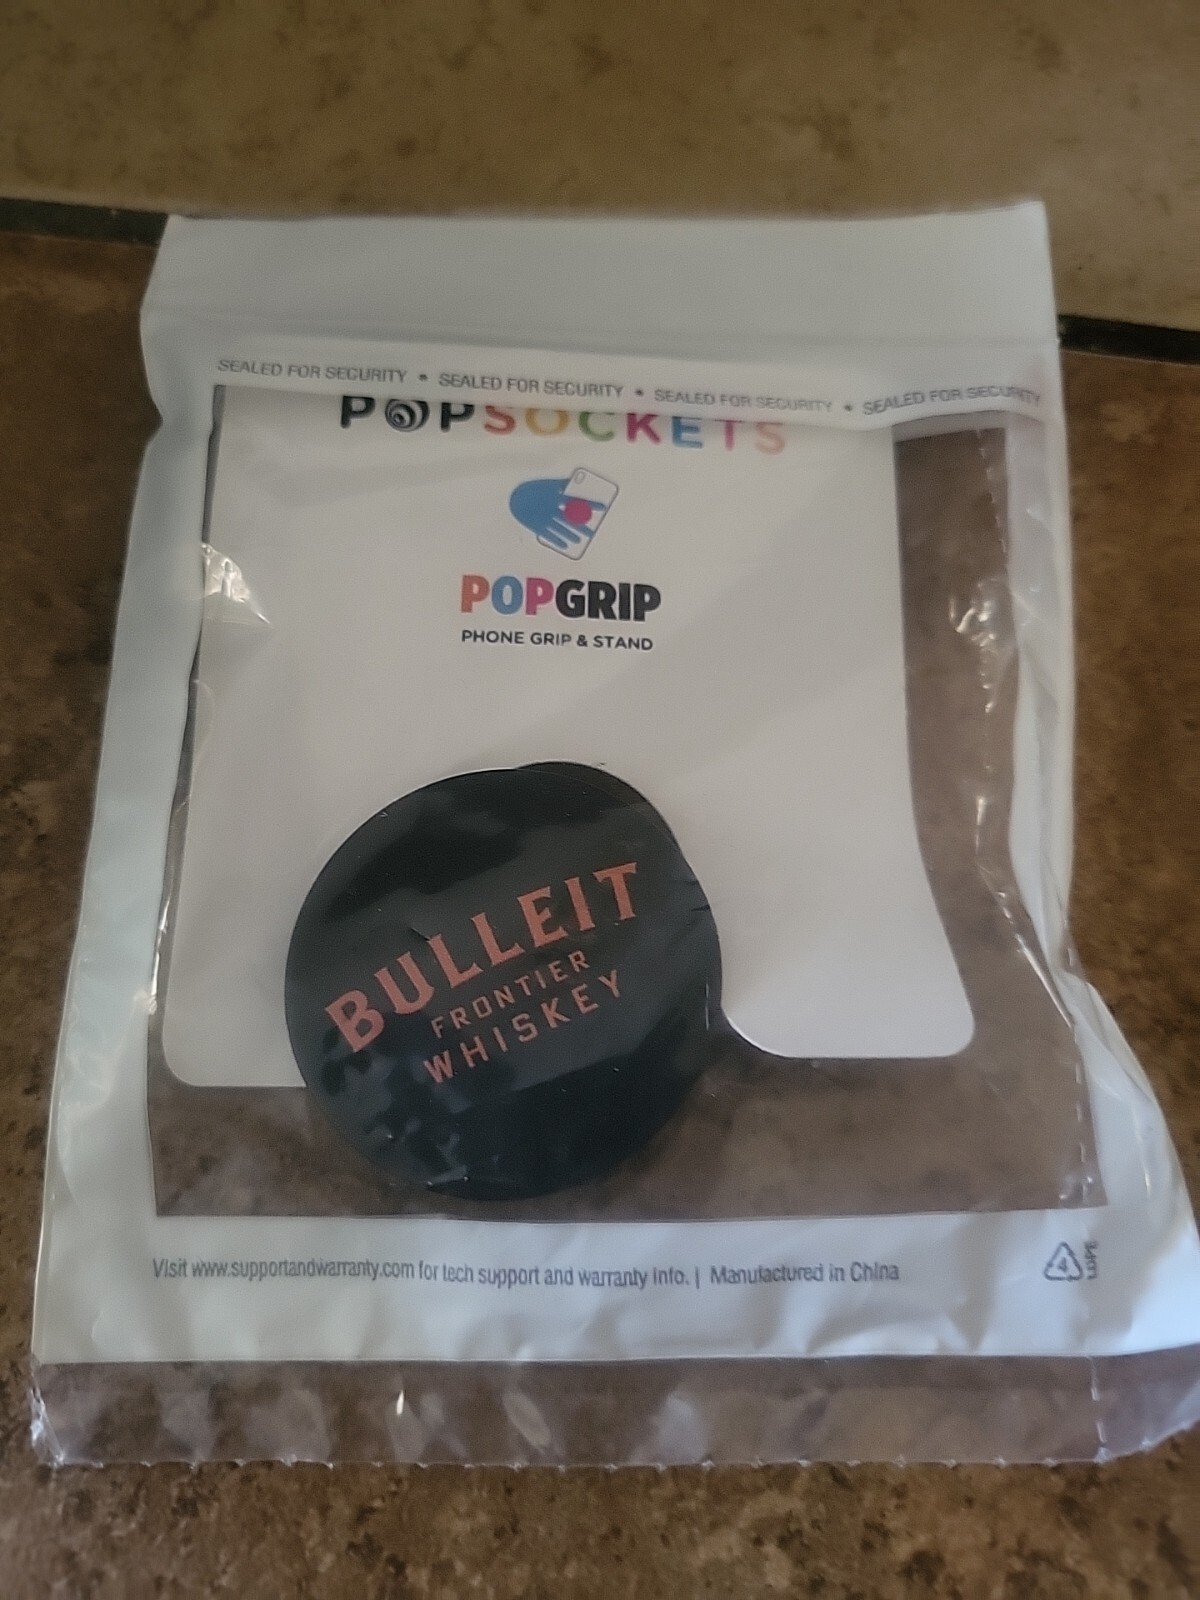 SEALED FOR SECURITY • SEALED FOR SECURITY • SEALED FOR SECURITY • SEALED FOR SECURITY
POPSOCKETS
POPGRIP
PHONE GRIP & STAND
BULLEIT
FRONTIER
WHISKEY
Visit www.supportandwarranty.com for tech support and warranty info. | Manufactured in China
4
LDPE